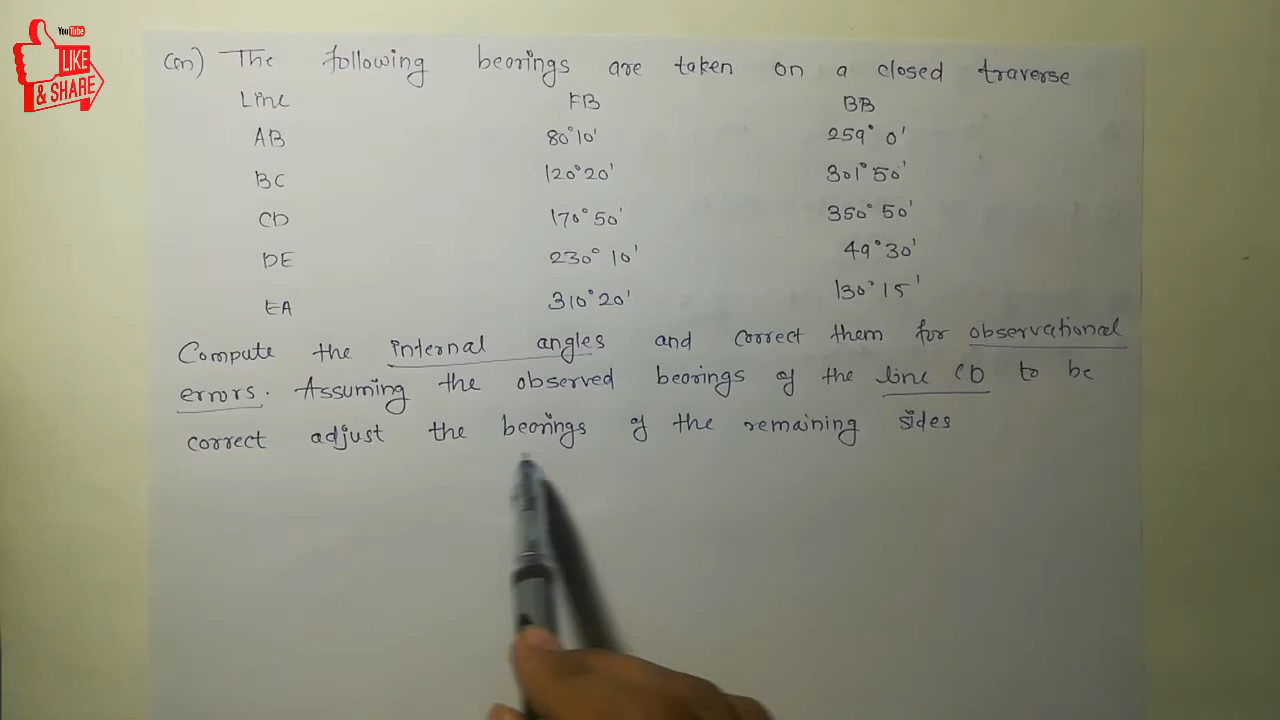 YouTube
LIKE
& SHARE
(m) The following bearings are taken on a closed traverse
Line FB BB
AB 80°10' 259° 0'
BC 120°20' 301°50'
CD 170°50' 350°50'
DE 230°10' 49°30'
EA 310°20' 130°15'
Compute the internal angles and correct them for observational
errors. Assuming the observed bearings of the line CD to be
correct adjust the bearings of the remaining sides